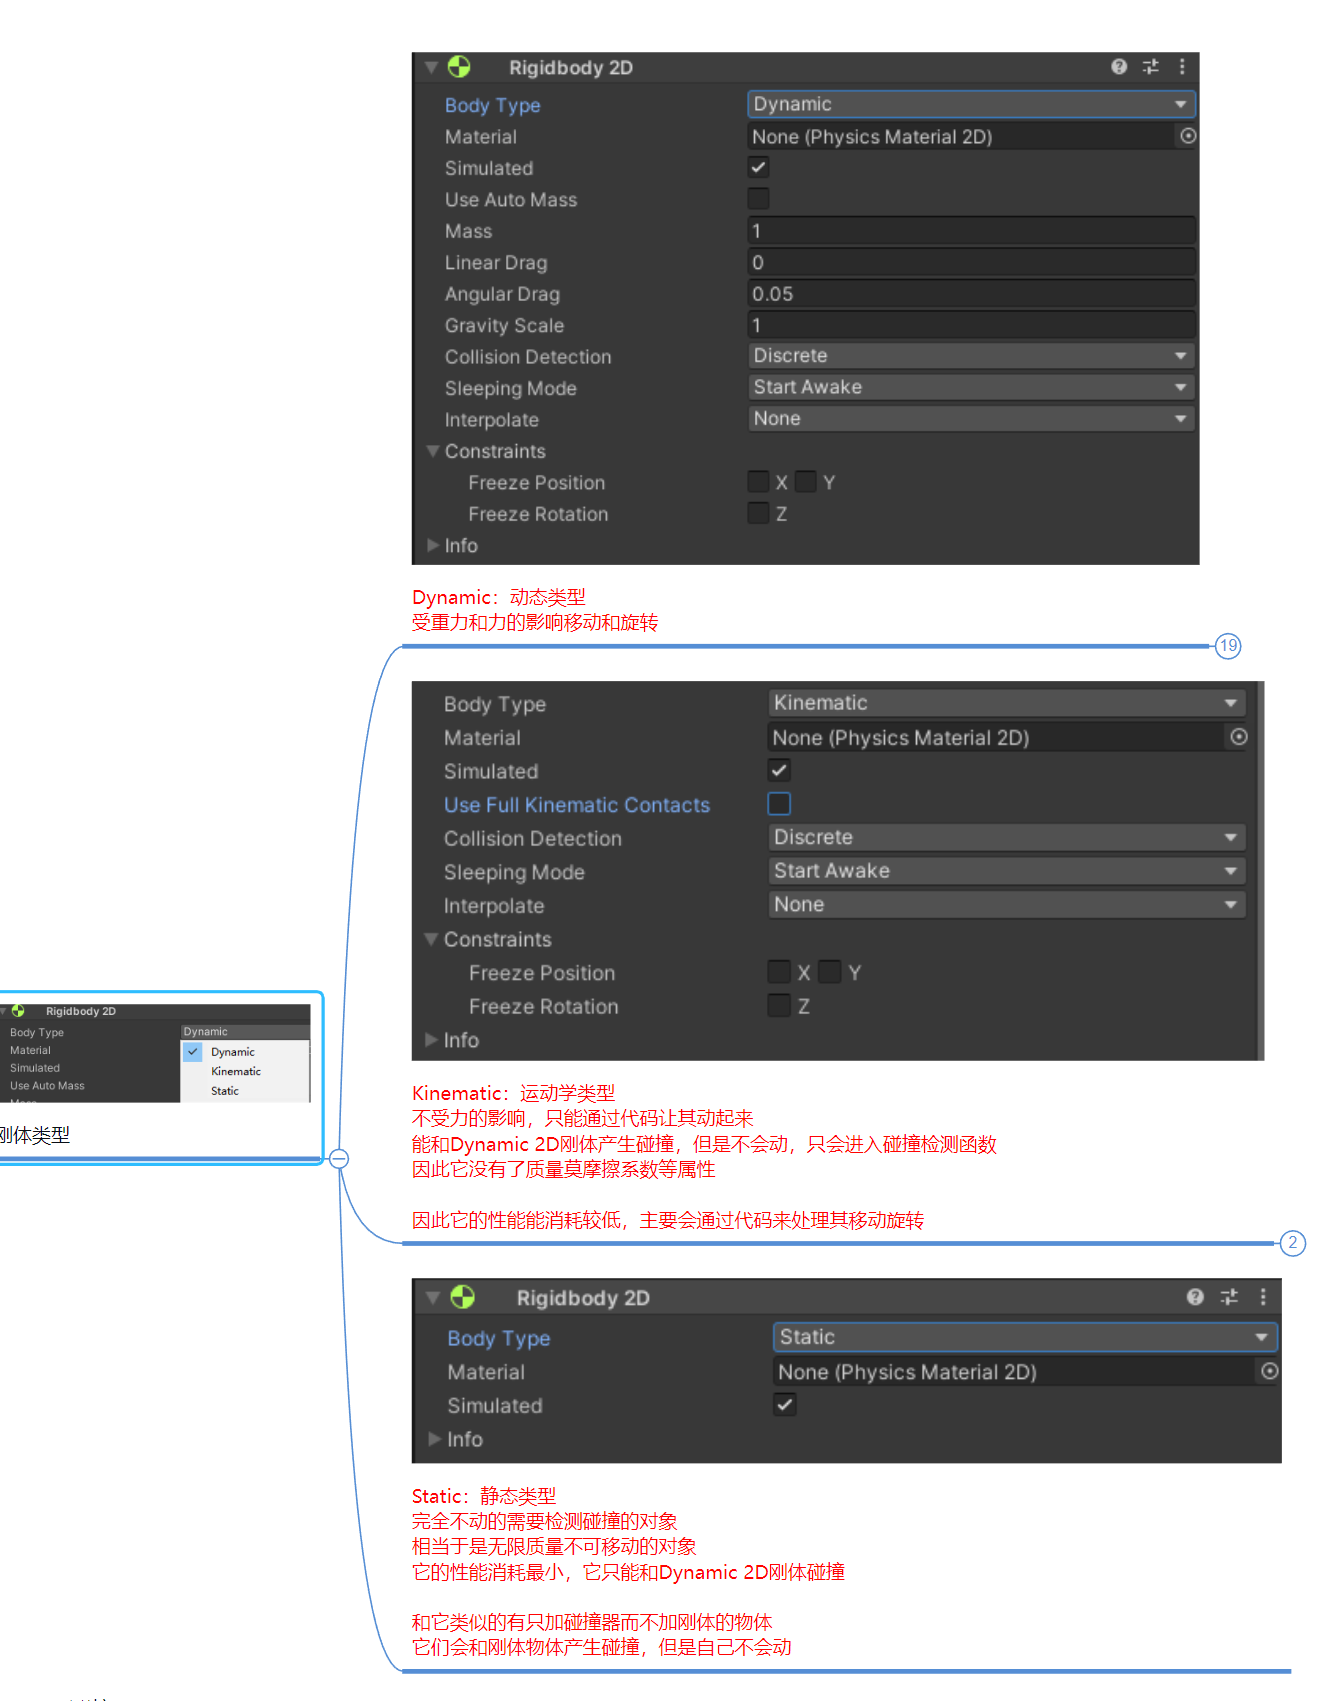 Rigidbody 2D
Body Type Dynamic
Material None (Physics Material 2D)
Simulated
Use Auto Mass
Mass 1
Linear Drag 0
Angular Drag 0.05
Gravity Scale 1
Collision Detection Discrete
Sleeping Mode Start Awake
Interpolate None
Constraints
Freeze Position X Y
Freeze Rotation Z
Info
Dynamic：动态类型
受重力和力的影响移动和旋转
19
Body Type Kinematic
Material None (Physics Material 2D)
Simulated
Use Full Kinematic Contacts
Collision Detection Discrete
Sleeping Mode Start Awake
Interpolate None
Constraints
Freeze Position X Y
Freeze Rotation Z
Info
Kinematic：运动学类型
不受力的影响，只能通过代码让其动起来
能和Dynamic 2D刚体产生碰撞，但是不会动，只会进入碰撞检测函数
因此它没有了质量莫摩擦系数等属性
因此它的性能能消耗较低，主要会通过代码来处理其移动旋转
2
Rigidbody 2D
Body Type Dynamic
Material Dynamic
Simulated Kinematic
Use Auto Mass Static
刚体类型
Rigidbody 2D
Body Type Static
Material None (Physics Material 2D)
Simulated
Info
Static：静态类型
完全不动的需要检测碰撞的对象
相当于是无限质量不可移动的对象
它的性能消耗最小，它只能和Dynamic 2D刚体碰撞
和它类似的有只加碰撞器而不加刚体的物体
它们会和刚体物体产生碰撞，但是自己不会动